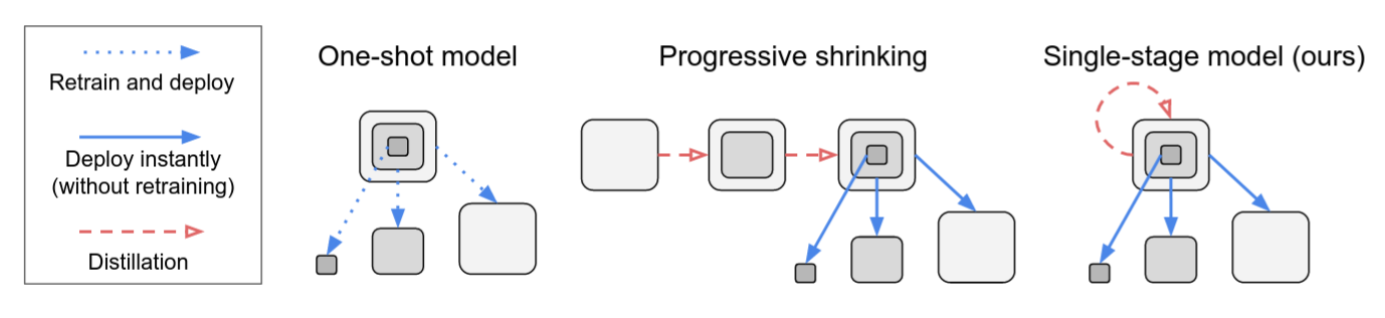 Retrain and deploy
Deploy instantly
(without retraining)
Distillation
One-shot model
Progressive shrinking
Single-stage model (ours)